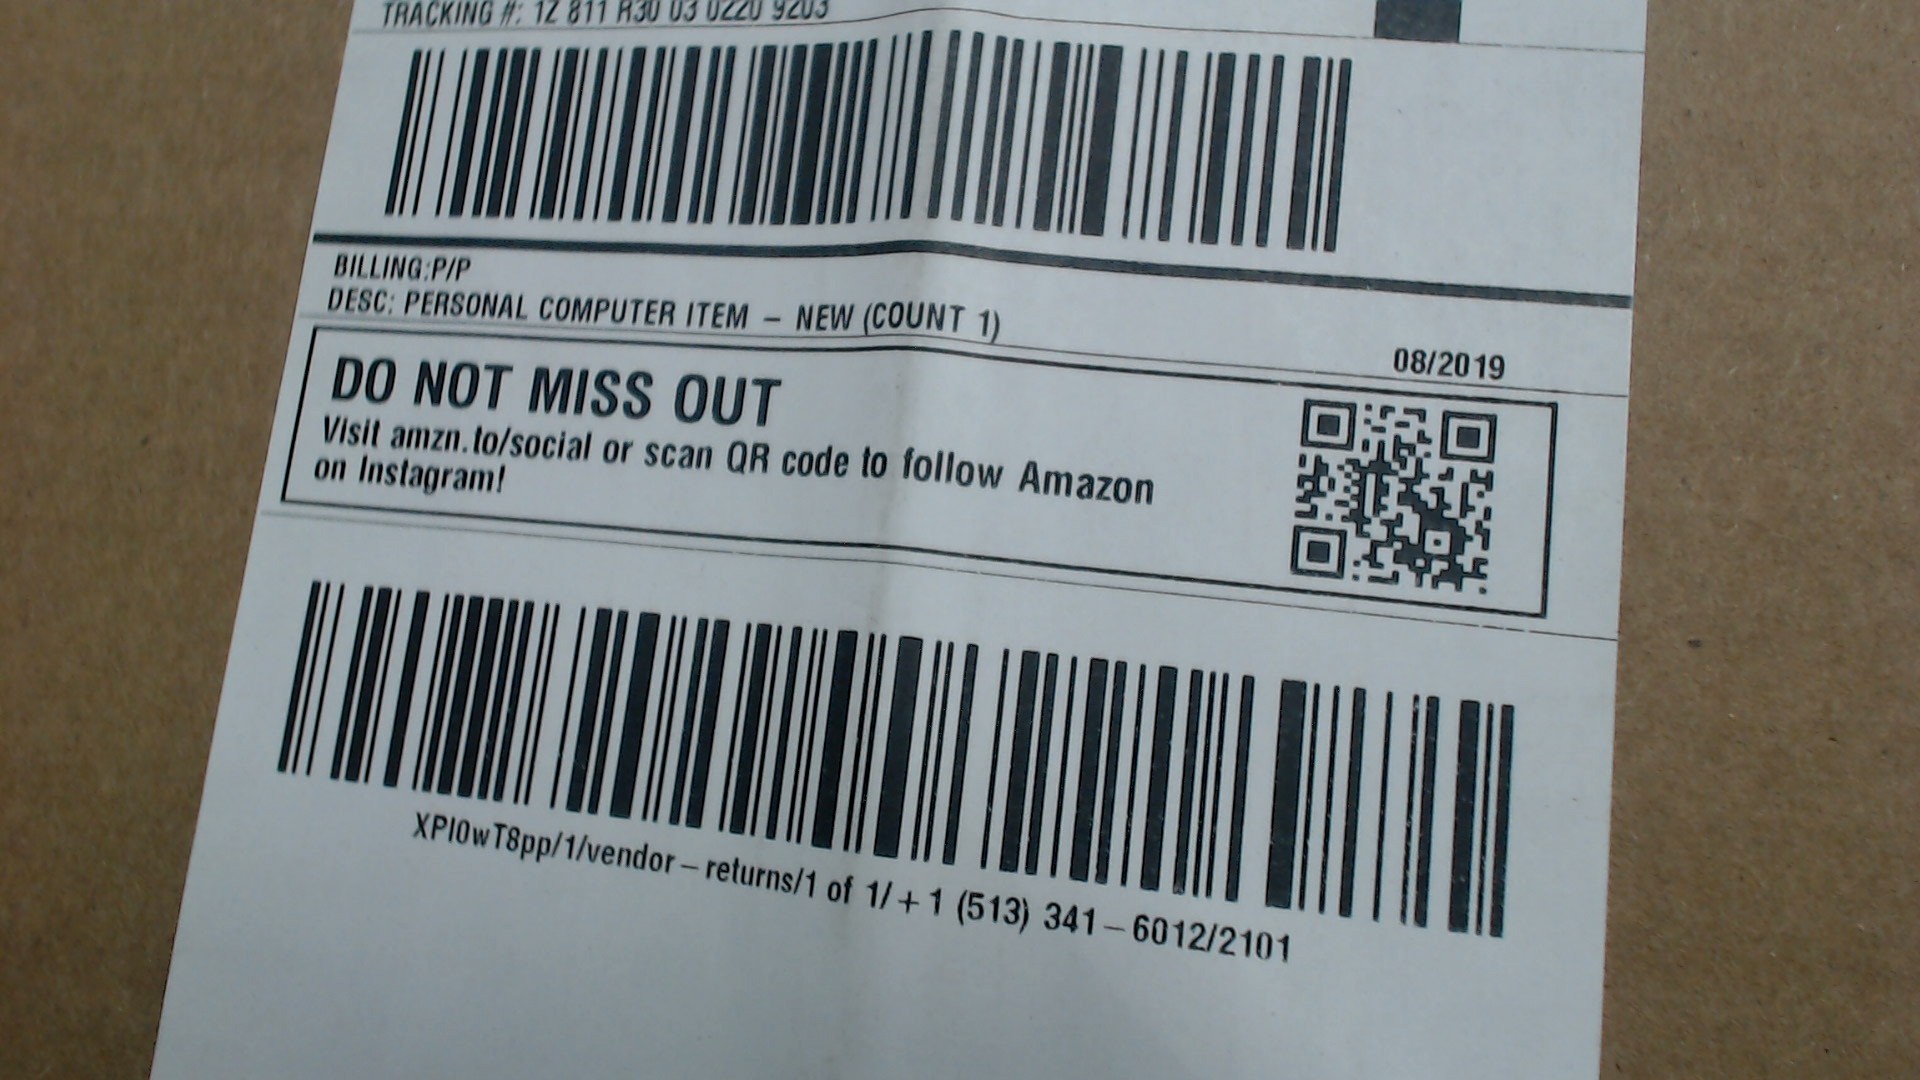 TRACKING #: 1Z 811 R30 03 0220 9203
BILLING:P/P
DESC: PERSONAL COMPUTER ITEM – NEW (COUNT 1)
08/2019
DO NOT MISS OUT
Visit amzn.to/social or scan QR code to follow Amazon
on Instagram!
XPI0wT8pp/1/vendor – returns/1 of 1/ + 1 (513) 341 – 6012/2101